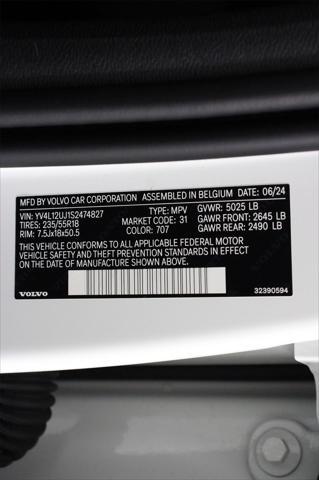 MFD BY VOLVO CAR CORPORATION ASSEMBLED IN BELGIUM DATE 06/24
VIN: YV4L12UJ1S2474827 TYPE: MPV GVWR: 5025 LB
TIRES: 235/55R18 MARKET CODE: 31 GAWR FRONT: 2645 LB
RIM: 7.5Jx18x50.5 COLOR: 707 GAWR REAR: 2490 LB
THIS VEHICLE CONFORMS TO ALL APPLICABLE FEDERAL MOTOR
VEHICLE SAFETY AND THEFT PREVENTION STANDARDS IN EFFECT
ON THE DATE OF MANUFACTURE SHOWN ABOVE
VOLVO 32390594